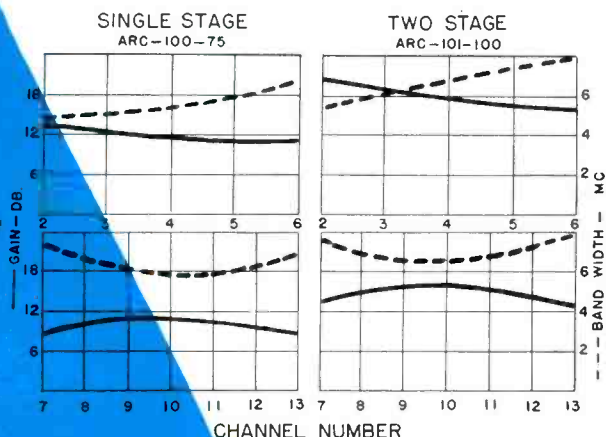 SINGLE STAGE
ARC-100-75
TWO STAGE
ARC-101-100
18
12
6
6
4
2
2 3 4 5 6
2 3 4 5 6
18
12
6
6
4
2
7 8 9 10 11 12 13
7 8 9 10 11 12 13
GAIN-DB.
BAND WIDTH - MC
CHANNEL NUMBER